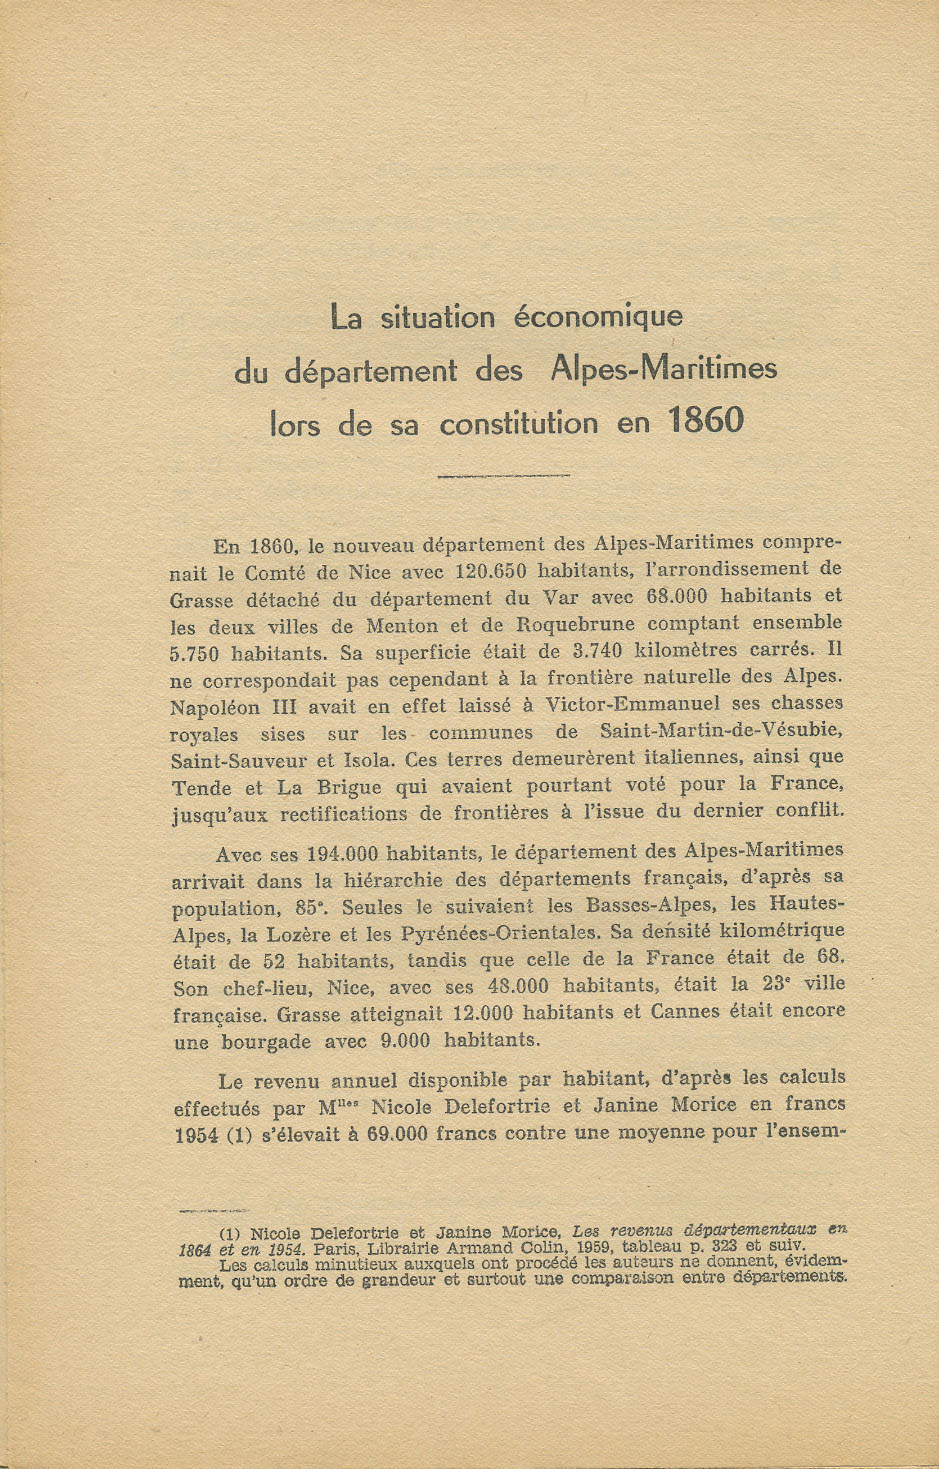 La situation économique
du département des Alpes-Maritimes
lors de sa constitution en 1860
En 1860, le nouveau département des Alpes-Maritimes compre-
nait le Comté de Nice avec 120.650 habitants, l'arrondissement de
Grasse détaché du département du Var avec 68.000 habitants et
les deux villes de Menton et de Roquebrune comptant ensemble
5.750 habitants. Sa superficie était de 3.740 kilomètres carrés. Il
ne correspondait pas cependant à la frontière naturelle des Alpes.
Napoléon III avait en effet laissé à Victor-Emmanuel ses chasses
royales sises sur les communes de Saint-Martin-de-Vésubie,
Saint-Sauveur et Isola. Ces terres demeurèrent italiennes, ainsi que
Tende et La Brigue qui avaient pourtant voté pour la France,
jusqu'aux rectifications de frontières à l'issue du dernier conflit.
Avec ses 194.000 habitants, le département des Alpes-Maritimes
arrivait dans la hiérarchie des départements français, d'après sa
population, 85e. Seules le suivaient les Basses-Alpes, les Hautes-
Alpes, la Lozère et les Pyrénées-Orientales. Sa densité kilométrique
était de 52 habitants, tandis que celle de la France était de 68.
Son chef-lieu, Nice, avec ses 48.000 habitants, était la 23e ville
française. Grasse atteignait 12.000 habitants et Cannes était encore
une bourgade avec 9.000 habitants.
Le revenu annuel disponible par habitant, d'après les calculs
effectués par Mlles Nicole Delefortrie et Janine Morice en francs
1954 (1) s'élevait à 69.000 francs contre une moyenne pour l'ensem-
(1) Nicole Delefortrie et Janine Morice, Les revenus départementaux en
1864 et en 1954. Paris, Librairie Armand Colin, 1959, tableau p. 323 et suiv.
Les calculs minutieux auxquels ont procédé les auteurs ne donnent, évidem-
ment, qu'un ordre de grandeur et surtout une comparaison entre départements.